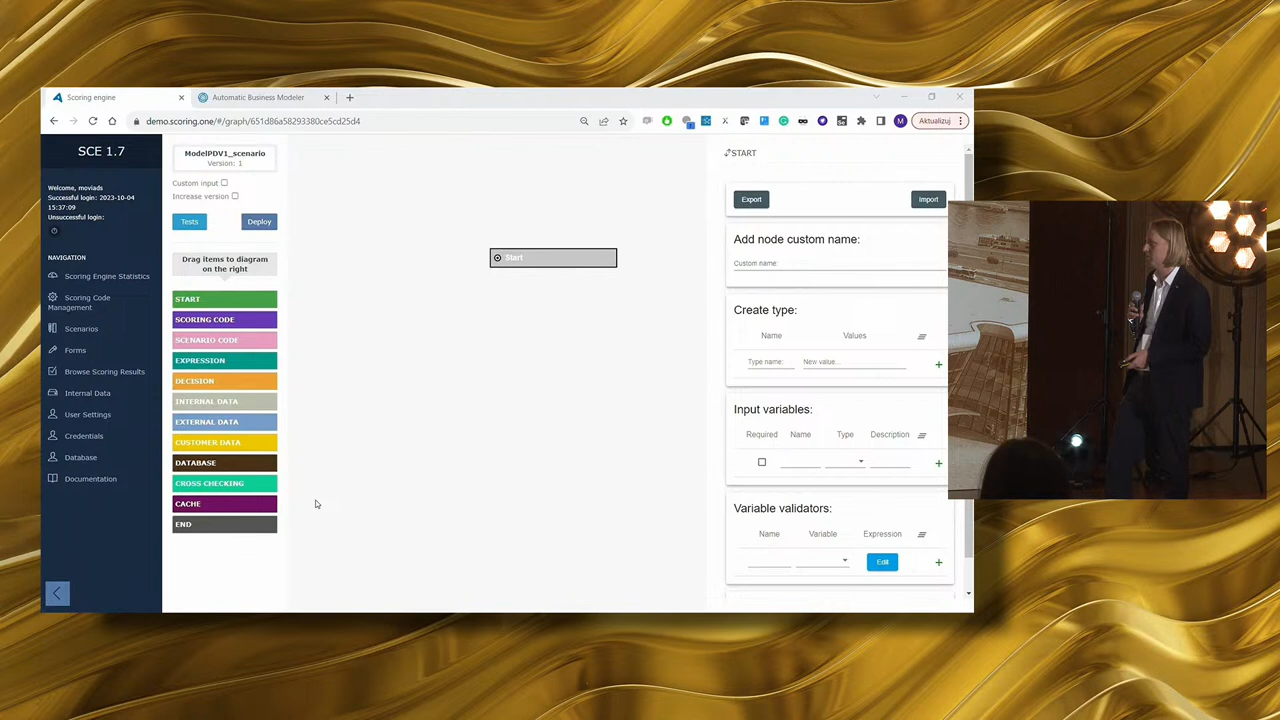 Scoring engine
Automatic Business Modeler
demo.scoring.one/#/graph/651d86a58293380ce5cd25d4
Aktualizuj
SCE 1.7
Welcome, moviads
Successful login: 2023-10-04
15:37:09
Unsuccessful login:
NAVIGATION
Scoring Engine Statistics
Scoring Code
Management
Scenarios
Forms
Browse Scoring Results
Internal Data
User Settings
Credentials
Database
Documentation
ModelPDV1_scenario
Version: 1
Custom input
Increase version
Tests
Deploy
Drag items to diagram
on the right
START
SCORING CODE
SCENARIO CODE
EXPRESSION
DECISION
INTERNAL DATA
EXTERNAL DATA
CUSTOMER DATA
DATABASE
CROSS CHECKING
CACHE
END
Start
START
Export
Import
Add node custom name:
Custom name:
Create type:
Name Values
Type name: New value...
Input variables:
Required Name Type Description
Variable validators:
Name Variable Expression
Edit